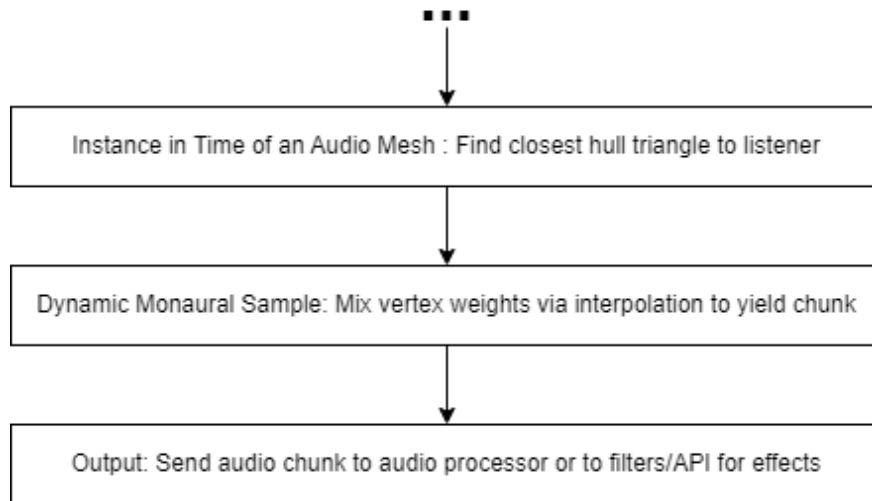 ...
Instance in Time of an Audio Mesh : Find closest hull triangle to listener
Dynamic Monaural Sample: Mix vertex weights via interpolation to yield chunk
Output: Send audio chunk to audio processor or to filters/API for effects